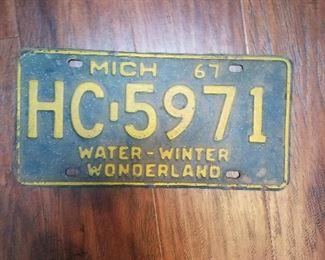 MICH 67
HC-5971
WATER-WINTER
WONDERLAND